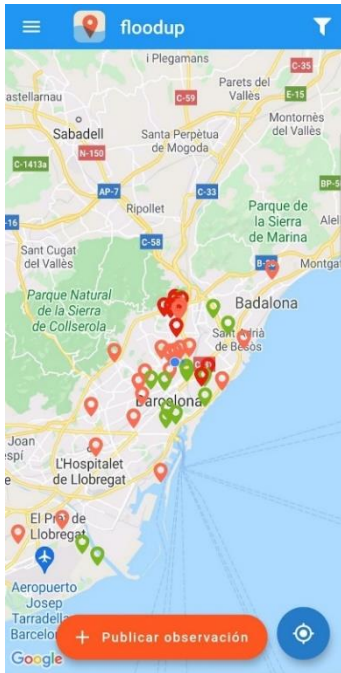 floodup
i Plegamans
C-35
astellarnau
C-59
Parets del
Vallès
E-15
Montornès
del Vallès
Sabadell
Santa Perpètua
de Mogoda
N-150
C-1413a
AP-7
C-33
BP-5
Ripollet
Parque de
la Sierra
de Marina
Alel
-16
C-58
Sant Cugat
del Vallès
B-20
Montgat
Parque Natural
de la Sierra
de Collserola
Badalona
Sant Adrià
de Besòs
Barcelona
Joan
espí
L'Hospitalet
de Llobregat
El Prat de
Llobregat
Aeropuerto
Josep
Tarradella
Barcelo
+ Publicar observación
Google